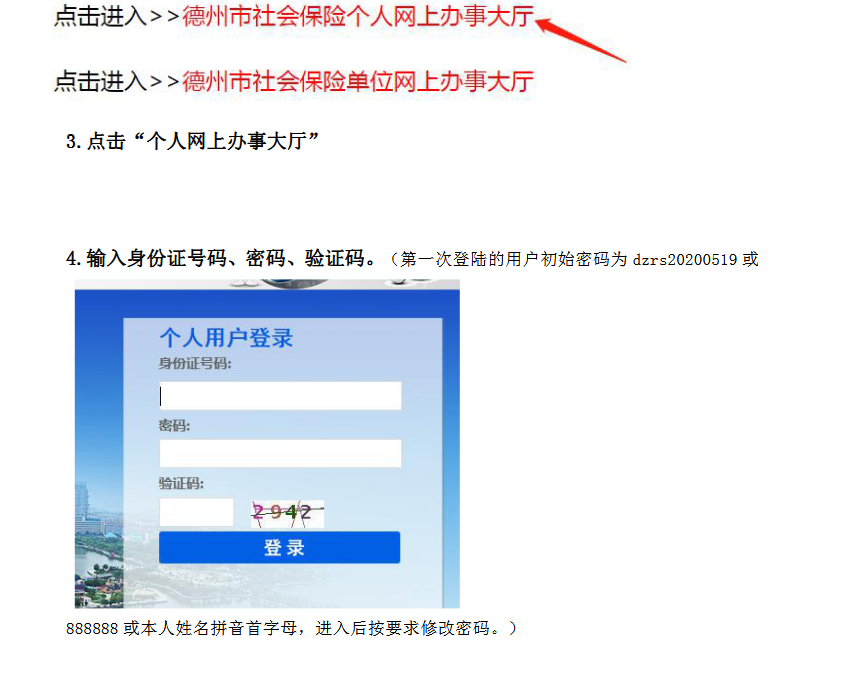 点击进入>>德州市社会保险个人网上办事大厅
点击进入>>德州市社会保险单位网上办事大厅
3.点击“个人网上办事大厅”
4.输入身份证号码、密码、验证码。（第一次登陆的用户初始密码为 dzrs20200519 或
个人用户登录
身份证号码:
密码:
验证码:
2942
登 录
888888 或本人姓名拼音首字母，进入后按要求修改密码。）